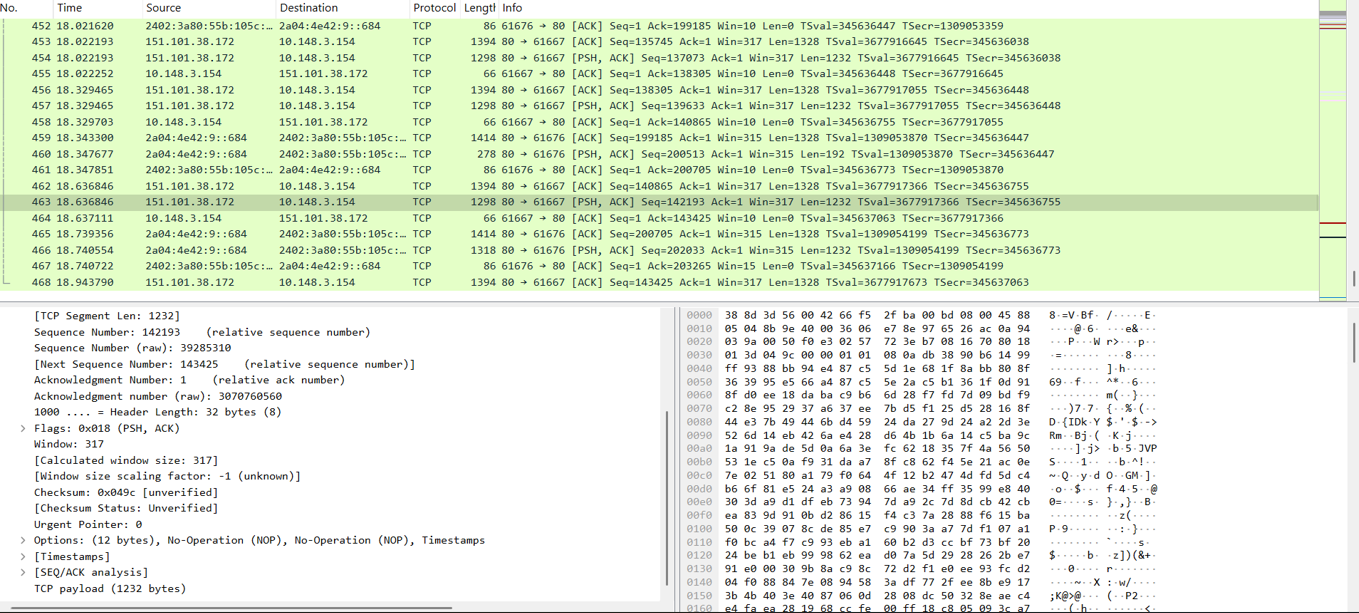 No. Time Source Destination Protocol Length Info
452 18.021620 2402:3a80:55b:105c:… 2a04:4e42:9::684 TCP 86 61676 → 80 [ACK] Seq=1 Ack=199185 Win=10 Len=0 TSval=345636447 TSecr=1309053359
453 18.022193 151.101.38.172 10.148.3.154 TCP 1394 80 → 61667 [ACK] Seq=135745 Ack=1 Win=317 Len=1328 TSval=3677916645 TSecr=345636038
454 18.022193 151.101.38.172 10.148.3.154 TCP 1298 80 → 61667 [PSH, ACK] Seq=137073 Ack=1 Win=317 Len=1232 TSval=3677916645 TSecr=345636038
455 18.022252 10.148.3.154 151.101.38.172 TCP 66 61667 → 80 [ACK] Seq=1 Ack=138305 Win=10 Len=0 TSval=345636448 TSecr=3677916645
456 18.329465 151.101.38.172 10.148.3.154 TCP 1394 80 → 61667 [ACK] Seq=138305 Ack=1 Win=317 Len=1328 TSval=3677917055 TSecr=345636448
457 18.329465 151.101.38.172 10.148.3.154 TCP 1298 80 → 61667 [PSH, ACK] Seq=139633 Ack=1 Win=317 Len=1232 TSval=3677917055 TSecr=345636448
458 18.329703 10.148.3.154 151.101.38.172 TCP 66 61667 → 80 [ACK] Seq=1 Ack=140865 Win=10 Len=0 TSval=345636755 TSecr=3677917055
459 18.343300 2a04:4e42:9::684 2402:3a80:55b:105c:… TCP 1414 80 → 61676 [ACK] Seq=199185 Ack=1 Win=315 Len=1328 TSval=1309053870 TSecr=345636447
460 18.347677 2a04:4e42:9::684 2402:3a80:55b:105c:… TCP 278 80 → 61676 [PSH, ACK] Seq=200513 Ack=1 Win=315 Len=192 TSval=1309053870 TSecr=345636447
461 18.347851 2402:3a80:55b:105c:… 2a04:4e42:9::684 TCP 86 61676 → 80 [ACK] Seq=1 Ack=200705 Win=10 Len=0 TSval=345636773 TSecr=1309053870
462 18.636846 151.101.38.172 10.148.3.154 TCP 1394 80 → 61667 [ACK] Seq=140865 Ack=1 Win=317 Len=1328 TSval=3677917366 TSecr=345636755
463 18.636846 151.101.38.172 10.148.3.154 TCP 1298 80 → 61667 [PSH, ACK] Seq=142193 Ack=1 Win=317 Len=1232 TSval=3677917366 TSecr=345636755
464 18.637111 10.148.3.154 151.101.38.172 TCP 66 61667 → 80 [ACK] Seq=1 Ack=143425 Win=10 Len=0 TSval=345637063 TSecr=3677917366
465 18.739356 2a04:4e42:9::684 2402:3a80:55b:105c:… TCP 1414 80 → 61676 [ACK] Seq=200705 Ack=1 Win=315 Len=1328 TSval=1309054199 TSecr=345636773
466 18.740554 2a04:4e42:9::684 2402:3a80:55b:105c:… TCP 1318 80 → 61676 [PSH, ACK] Seq=202033 Ack=1 Win=315 Len=1232 TSval=1309054199 TSecr=345636773
467 18.740722 2402:3a80:55b:105c:… 2a04:4e42:9::684 TCP 86 61676 → 80 [ACK] Seq=1 Ack=203265 Win=15 Len=0 TSval=345637166 TSecr=1309054199
468 18.943790 151.101.38.172 10.148.3.154 TCP 1394 80 → 61667 [ACK] Seq=143425 Ack=1 Win=317 Len=1328 TSval=3677917673 TSecr=345637063
[TCP Segment Len: 1232]
Sequence Number: 142193 (relative sequence number)
Sequence Number (raw): 39285310
[Next Sequence Number: 143425 (relative sequence number)]
Acknowledgment Number: 1 (relative ack number)
Acknowledgment number (raw): 3070760560
1000 .... = Header Length: 32 bytes (8)
Flags: 0x018 (PSH, ACK)
Window: 317
[Calculated window size: 317]
[Window size scaling factor: -1 (unknown)]
Checksum: 0x049c [unverified]
[Checksum Status: Unverified]
Urgent Pointer: 0
Options: (12 bytes), No-Operation (NOP), No-Operation (NOP), Timestamps
[Timestamps]
[SEQ/ACK analysis]
TCP payload (1232 bytes)
0000 38 8d 3d 56 00 42 66 f5 2f ba 00 bd 08 00 45 88
0010 05 04 8b 9e 40 00 36 06 e7 8e 97 65 26 ac 0a 94
0020 03 9a 00 50 f0 e3 02 57 72 3e b7 08 16 70 80 18
0030 01 3d 04 9c 00 00 01 01 08 0a db 38 90 b6 14 99
0040 ff 93 88 bb 94 e4 87 c5 5d 1e 68 1f 8a bb 80 8f
0050 36 39 95 e5 66 a4 87 c5 5e 2a c5 b1 36 1f 0d 91
0060 8f d0 ee 18 da ba c9 b6 6d 28 f7 fd 7d 09 bd f9
0070 c2 8e 95 29 37 a6 37 ee 7b d5 f1 25 d5 28 16 8f
0080 44 e3 7b 49 44 6b d4 59 24 da 27 9d 24 a2 2d 3e
0090 52 6d 14 eb 42 6a e4 28 d6 4b 1b 6a 14 c5 ba 9c
00a0 1a 91 9a de 5d 0a 6a 3e fc 62 18 35 7f 4a 56 50
00b0 53 1e c5 0a f9 31 da a7 8f c8 62 f4 5e 21 ac 0e
00c0 7e 02 51 80 a1 79 f0 64 4f 12 b2 47 4d fd 5d c4
00d0 b6 6f 81 e5 24 a3 a9 08 66 ae 34 ff 35 99 e8 40
00e0 30 3d a9 d1 df eb 73 94 7d a9 2c 7d 8d cb 42 cb
00f0 ea 83 9d 91 0b d2 86 15 f4 c3 7a 28 88 f6 15 ba
0100 50 0c 39 07 8c de 85 e7 c9 90 3a a7 7d f1 07 a1
0110 f0 bc a4 f7 c9 93 eb a1 60 b2 d3 cc bf 73 bf 20
0120 24 be b1 eb 99 98 62 ea d0 7a 5d 29 28 26 2b e7
0130 91 e0 00 30 9b 8a c9 8c 72 d2 f1 e0 ee 93 fc d2
0140 04 f0 88 84 7e 08 94 58 3a df 77 2f ee 8b e9 17
0150 3b 4b 40 3e 40 87 06 0d 28 08 dc 50 32 8e ae c4
0160 e4 fa ea 28 19 68 cc fe 00 ff 18 c8 05 09 3c a7